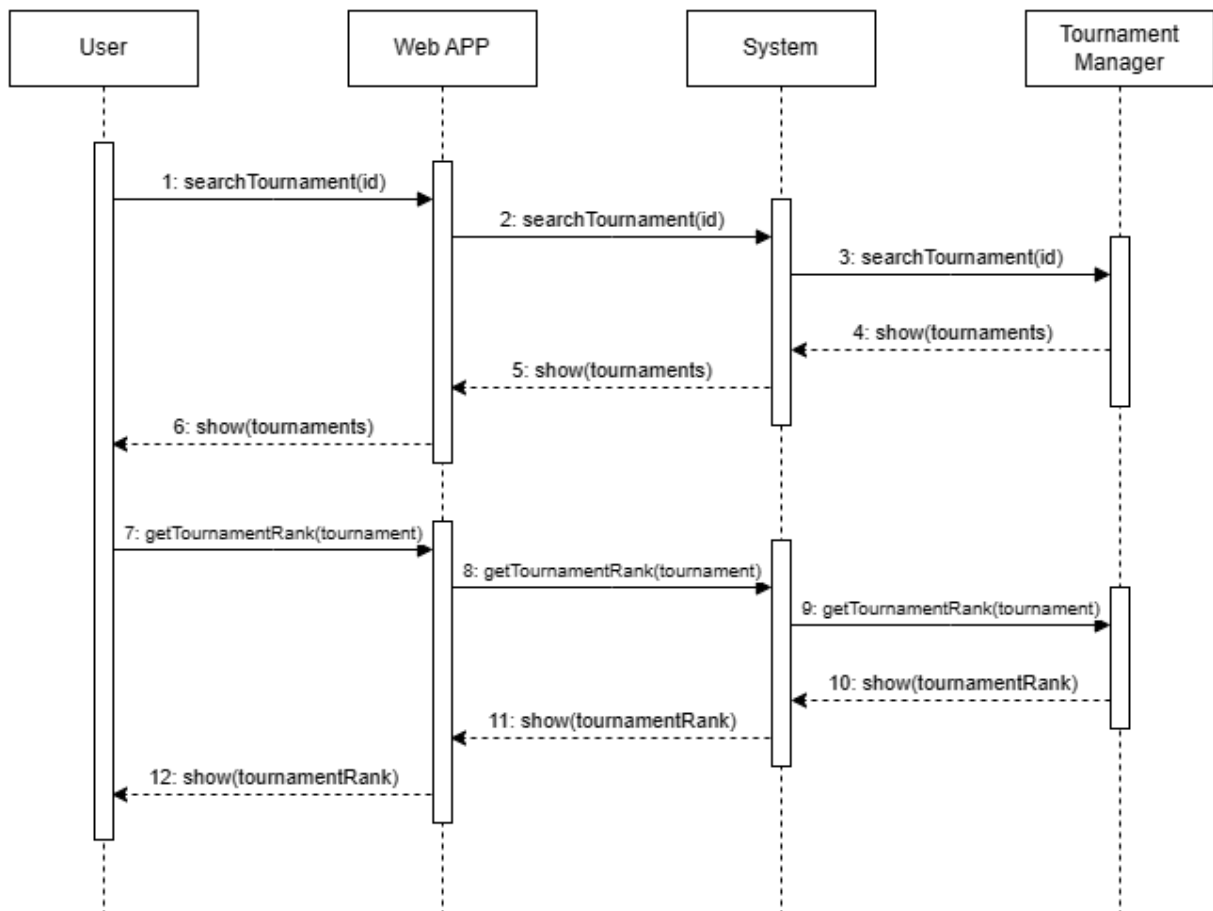 User
Web APP
System
Tournament
Manager
1: searchTournament(id)
2: searchTournament(id)
3: searchTournament(id)
4: show(tournaments)
5: show(tournaments)
6: show(tournaments)
7: getTournamentRank(tournament)
8: getTournamentRank(tournament)
9: getTournamentRank(tournament)
10: show(tournamentRank)
11: show(tournamentRank)
12: show(tournamentRank)